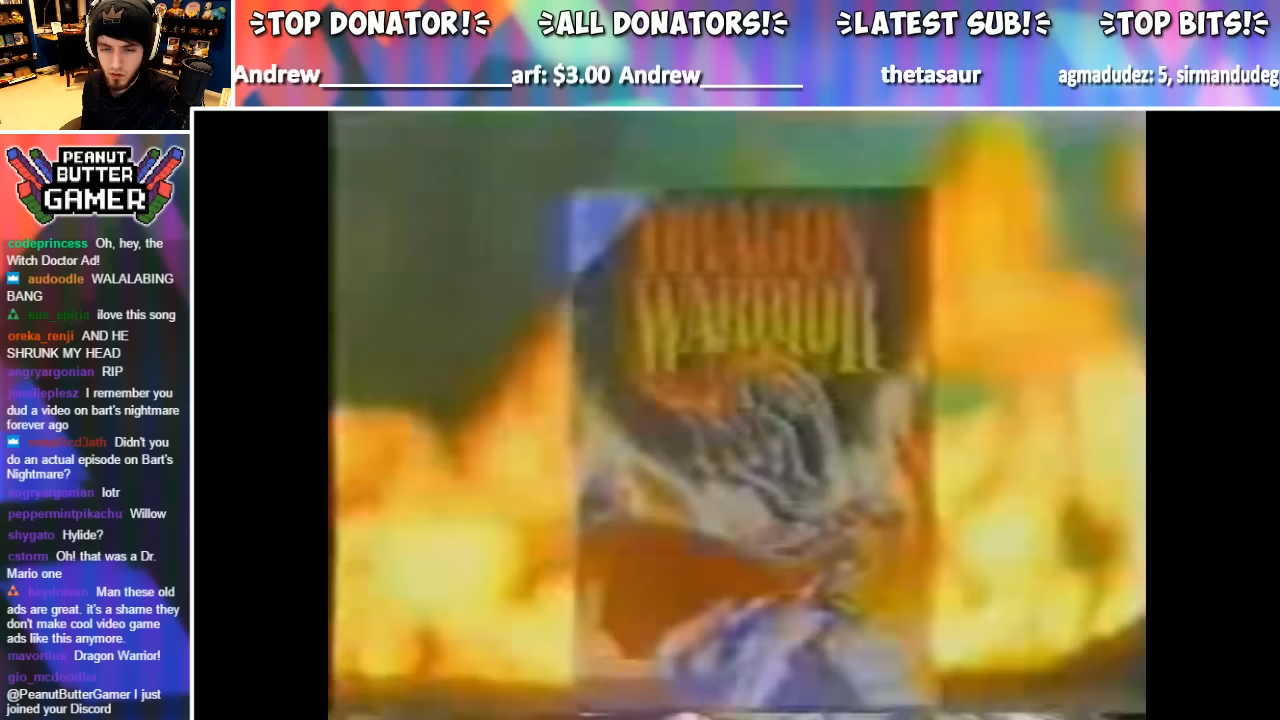 TOP DONATOR!
ALL DONATORS!
LATEST SUB!
TOP BITS!
Andrew
arf: $3.00 Andrew
thetasaur
agmadudez: 5, sirmandudeg
PEANUT
BUTTER
GAMER
codeprincess Oh, hey, the
Witch Doctor Ad!
audoodle WALALABING
BANG
sue_spiria ilove this song
oreka_renji AND HE
SHRUNK MY HEAD
angryargonian RIP
I remember you
dud a video on bart's nightmare
forever ago
Didn't you
do an actual episode on Bart's
Nightmare?
angryargonian lotr
peppermintpikachu Willow
shygato Hylide?
cstorm Oh! that was a Dr.
Mario one
Man these old
ads are great. it's a shame they
don't make cool video game
ads like this anymore.
Dragon Warrior!
gio_mcdoodles
@PeanutButterGamer I just
joined your Discord
DRAGON
WARRIOR